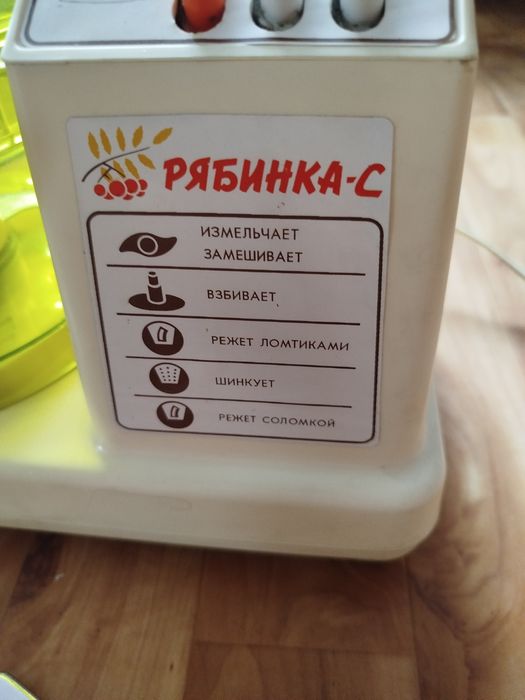 РЯБИНКА-С
ИЗМЕЛЬЧАЕТ
ЗАМЕШИВАЕТ
ВЗБИВАЕТ
РЕЖЕТ ЛОМТИКАМИ
ШИНКУЕТ
РЕЖЕТ СОЛОМКОЙ